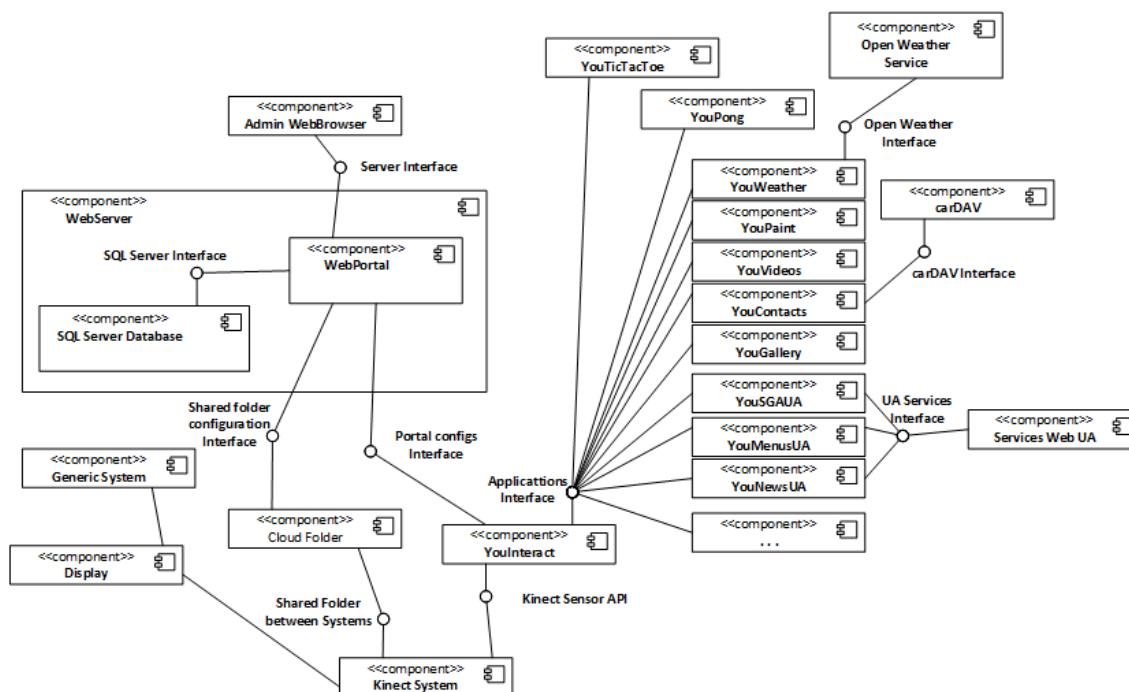 <<component>>
YouTicTacToe
<<component>>
Open Weather
Service
<<component>>
Admin WebBrowser
<<component>>
YouPong
Open Weather
Interface
Server Interface
<<component>>
YouWeather
<<component>>
WebServer
<<component>>
carDAV
<<component>>
YouPaint
<<component>>
WebPortal
SQL Server Interface
<<component>>
YouVideos
carDAV Interface
<<component>>
YouContacts
<<component>>
SQL Server Database
<<component>>
YouGallery
<<component>>
YouSGAUA
UA Services
Interface
Shared folder
configuration
Interface
<<component>>
YouMenusUA
<<component>>
Services Web UA
Portal configs
Interface
<<component>>
Generic System
<<component>>
YouNewsUA
Applicattions
Interface
<<component>>
Cloud Folder
<<component>>
YouInteract
<<component>>
...
<<component>>
Display
Shared Folder
between Systems
Kinect Sensor API
<<component>>
Kinect System